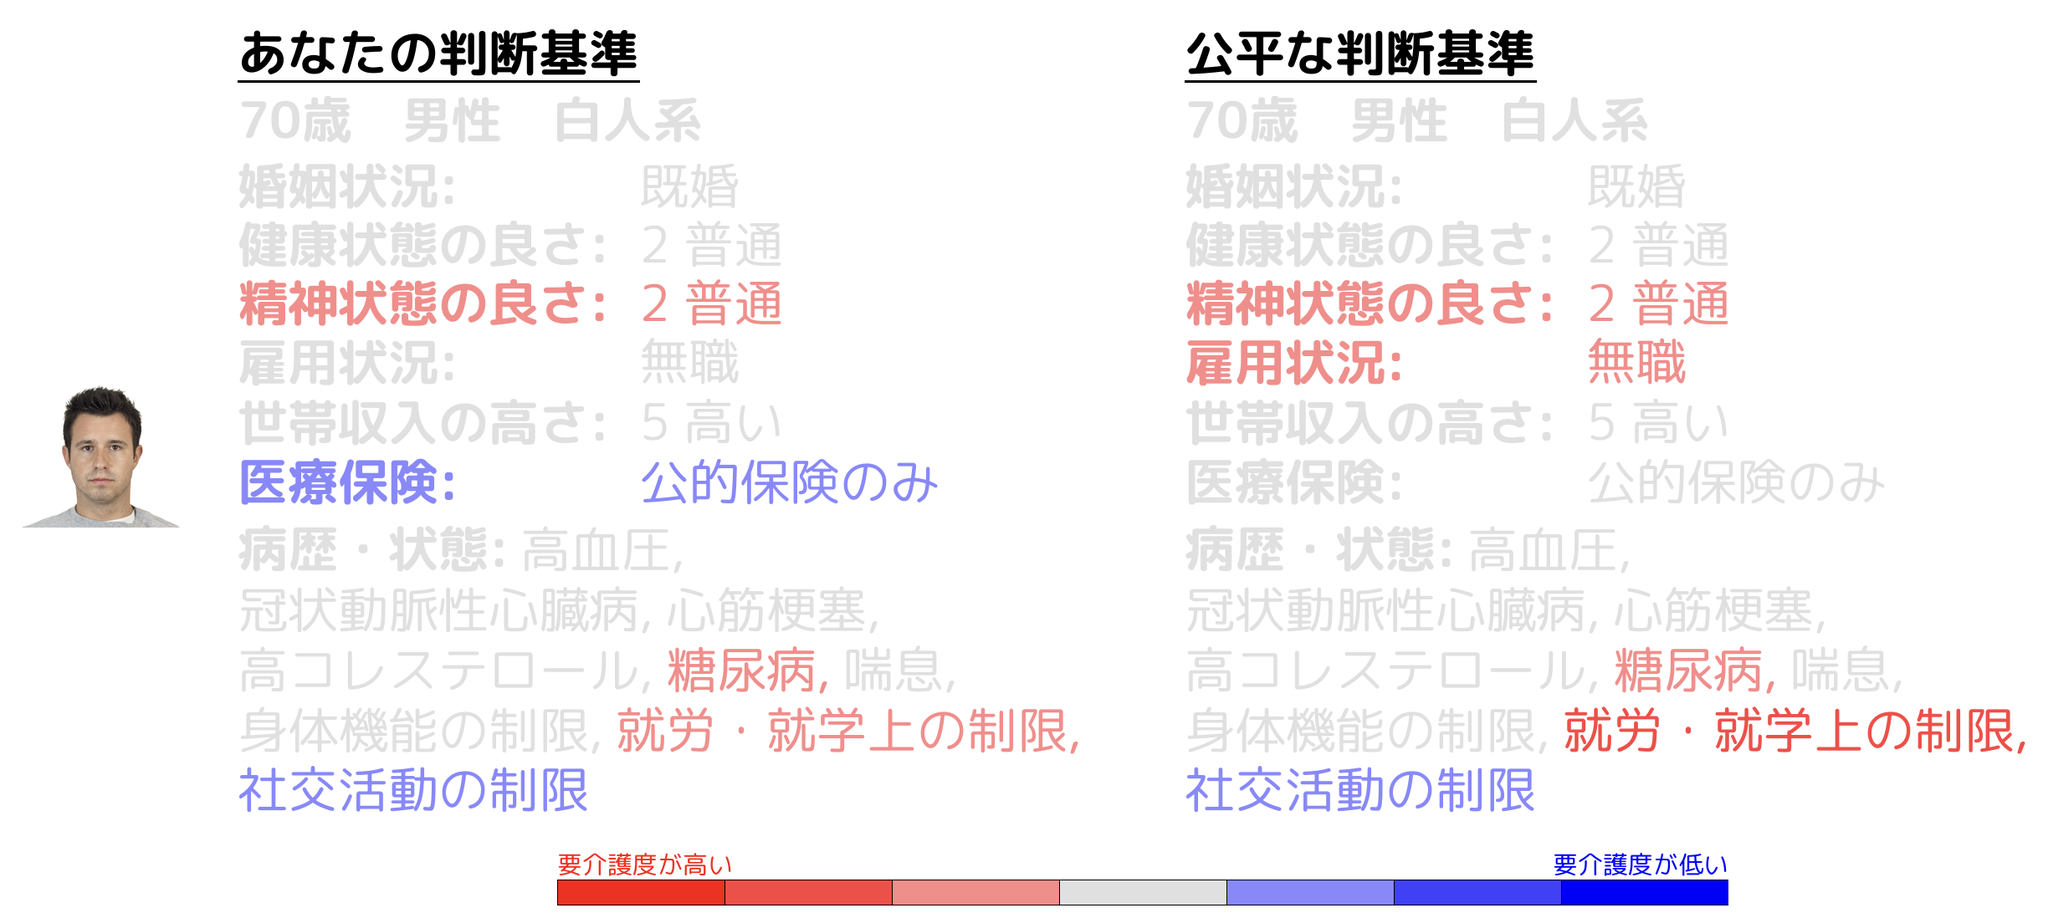 あなたの判断基準
70歳　男性　白人系
婚姻状況: 既婚
健康状態の良さ: 2 普通
精神状態の良さ: 2 普通
雇用状況: 無職
世帯収入の高さ: 5 高い
医療保険: 公的保険のみ
病歴・状態: 高血圧,
冠状動脈性心臓病, 心筋梗塞,
高コレステロール, 糖尿病, 喘息,
身体機能の制限, 就労・就学上の制限,
社交活動の制限
公平な判断基準
70歳　男性　白人系
婚姻状況: 既婚
健康状態の良さ: 2 普通
精神状態の良さ: 2 普通
雇用状況: 無職
世帯収入の高さ: 5 高い
医療保険: 公的保険のみ
病歴・状態: 高血圧,
冠状動脈性心臓病, 心筋梗塞,
高コレステロール, 糖尿病, 喘息,
身体機能の制限, 就労・就学上の制限,
社交活動の制限
要介護度が高い
要介護度が低い